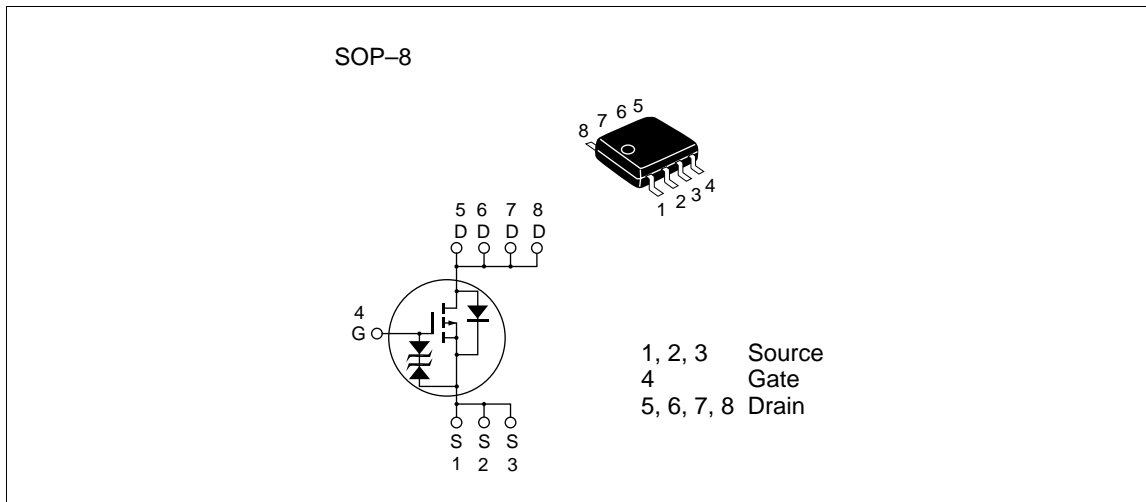 SOP–8
8 7 6 5
1 2 3 4
5 6 7 8
D D D D
4
G
S S S
1 2 3
1, 2, 3 Source
4 Gate
5, 6, 7, 8 Drain